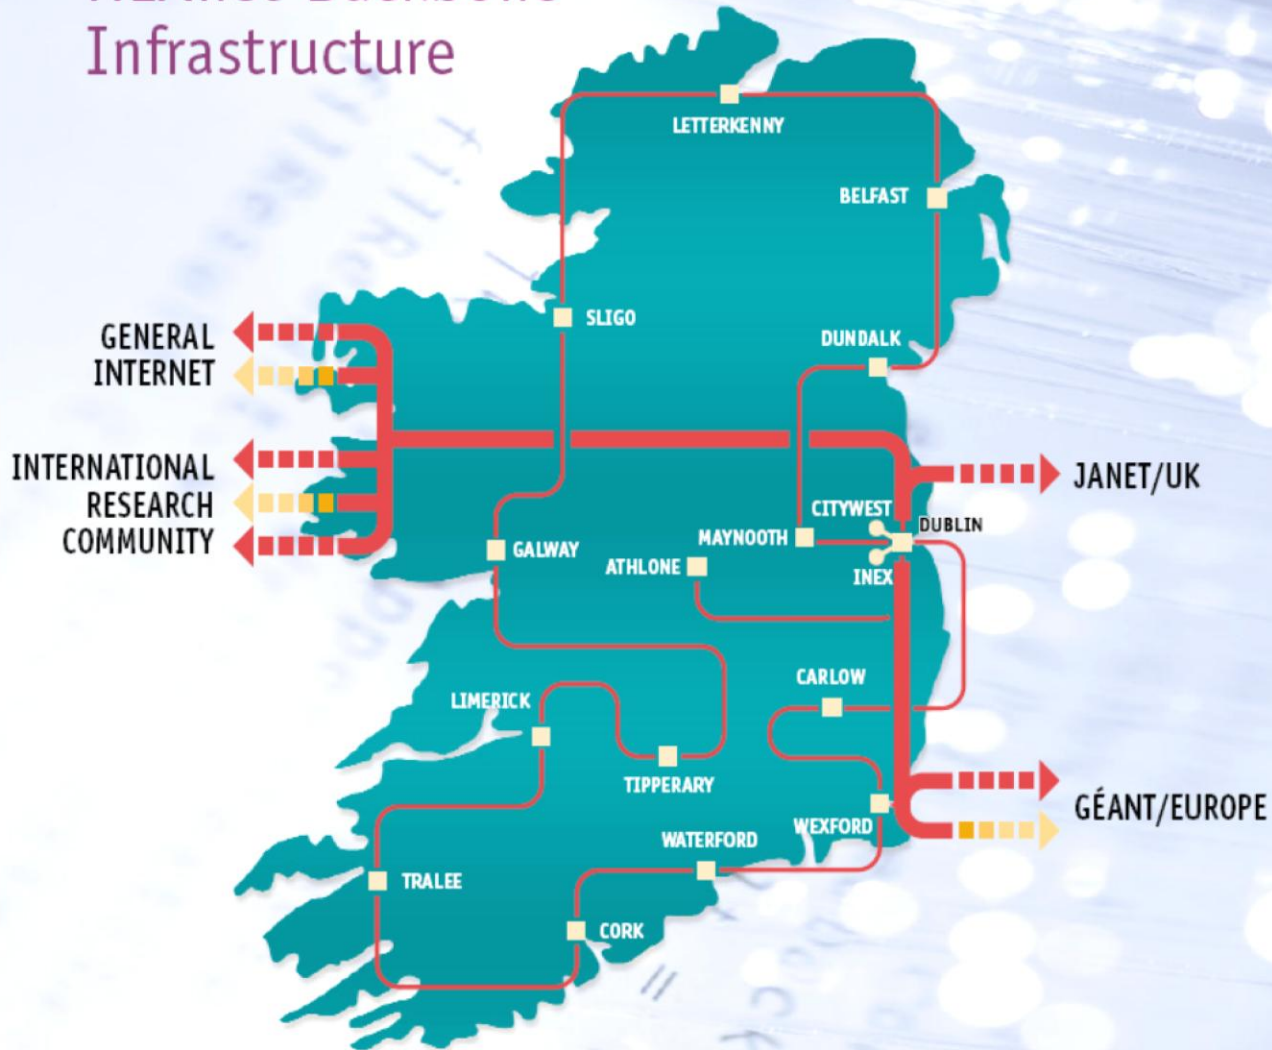 Infrastructure
LETTERKENNY
BELFAST
SLIGO
DUNDALK
GENERAL
INTERNET
INTERNATIONAL
RESEARCH
COMMUNITY
JANET/UK
CITYWEST
DUBLIN
MAYNOOTH
GALWAY
ATHLONE
INEX
CARLOW
LIMERICK
TIPPERARY
GÉANT/EUROPE
WEXFORD
WATERFORD
TRALEE
CORK